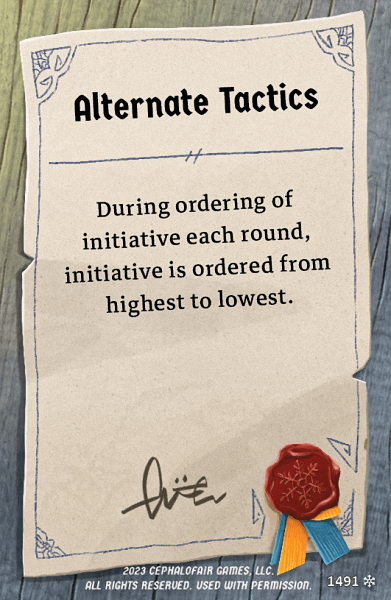 Alternate Tactics
During ordering of
initiative each round,
initiative is ordered from
highest to lowest.
2023 CEPHALOFAIR GAMES, LLC.
ALL RIGHTS RESERVED. USED WITH PERMISSION.
1491